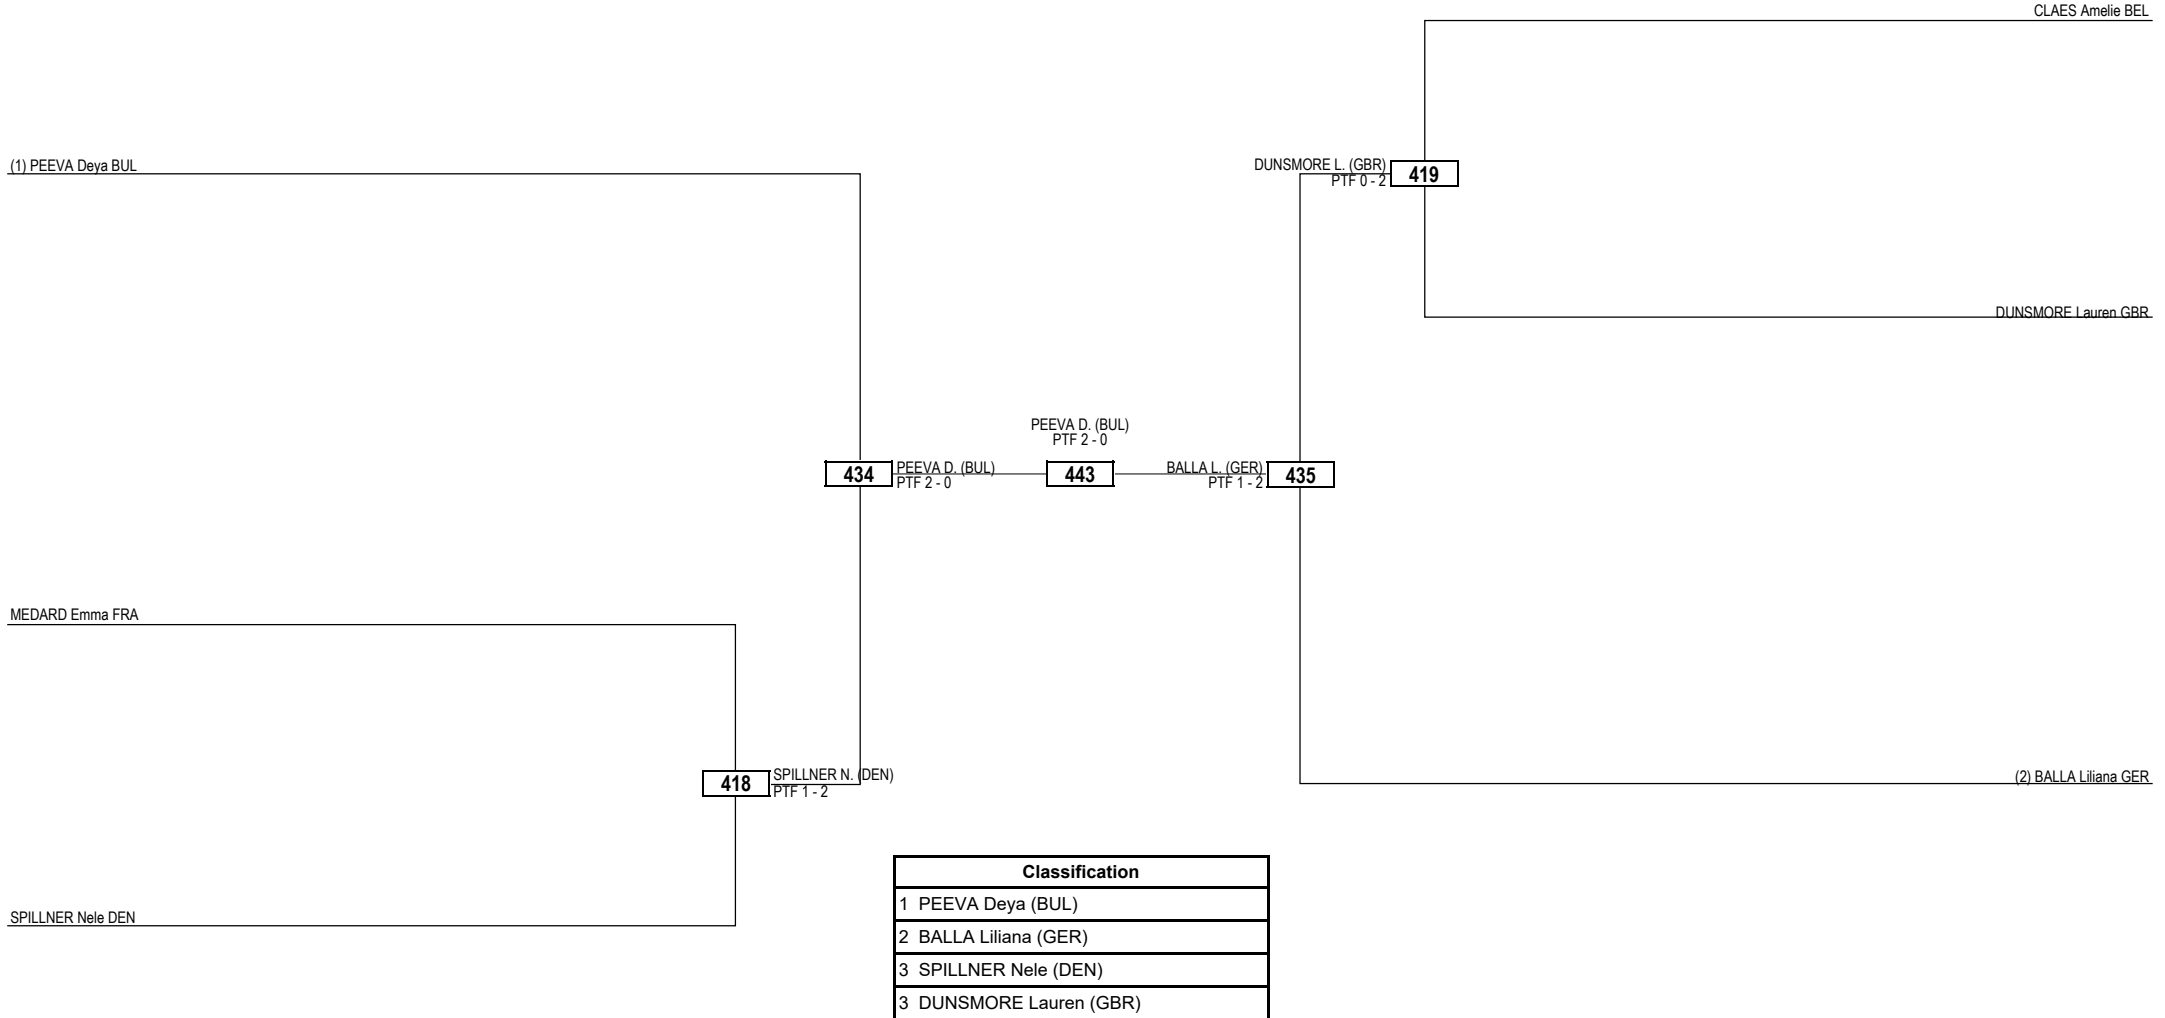 CLAES Amelie BEL
(1) PEEVA Deya BUL
DUNSMORE L. (GBR)
PTF 0 - 2
419
DUNSMORE Lauren GBR
PEEVA D. (BUL)
PTF 2 - 0
434
PEEVA D. (BUL)
PTF 2 - 0
443
BALLA L. (GER)
PTF 1 - 2
435
MEDARD Emma FRA
418
SPILLNER N. (DEN)
PTF 1 - 2
(2) BALLA Liliana GER
SPILLNER Nele DEN
Classification
1 PEEVA Deya (BUL)
2 BALLA Liliana (GER)
3 SPILLNER Nele (DEN)
3 DUNSMORE Lauren (GBR)